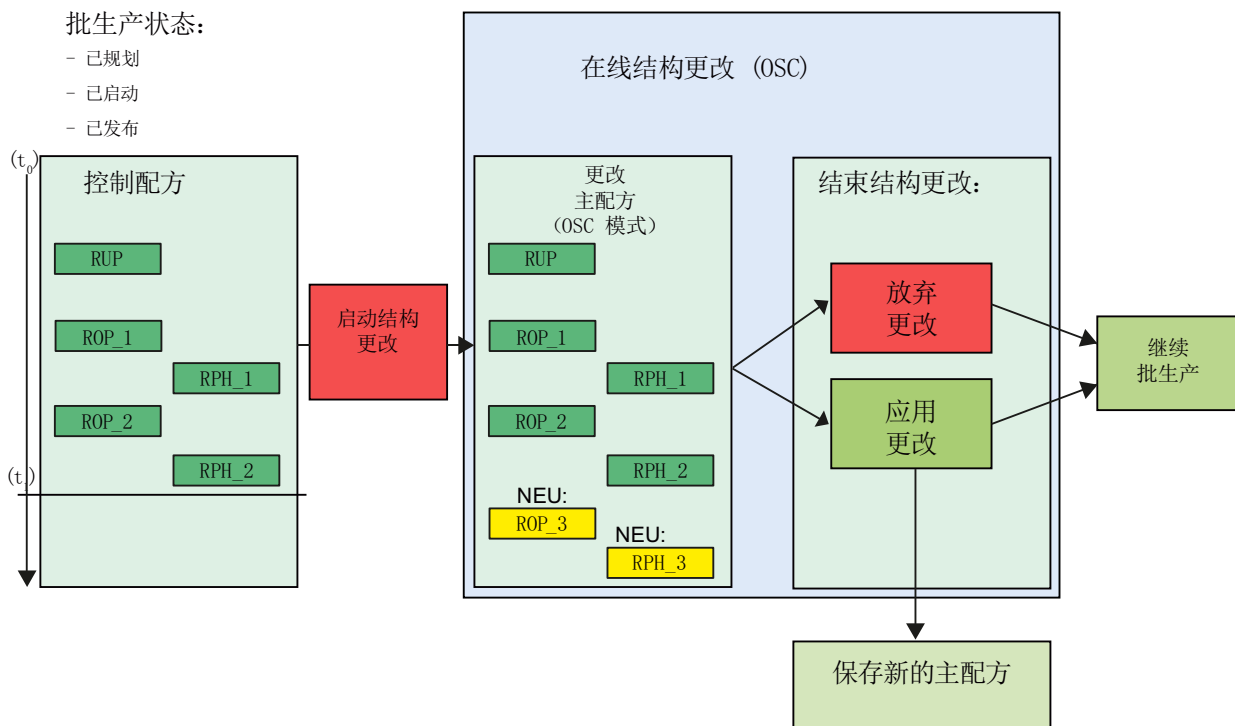 批生产状态：
- 已规划
- 已启动
- 已发布
在线结构更改 (OSC)
(t₀)
控制配方
RUP
ROP_1
RPH_1
ROP_2
RPH_2
启动结构
更改
更改
主配方
(OSC 模式)
RUP
ROP_1
RPH_1
ROP_2
RPH_2
NEU:
ROP_3
NEU:
RPH_3
结束结构更改：
放弃
更改
应用
更改
继续
批生产
保存新的主配方